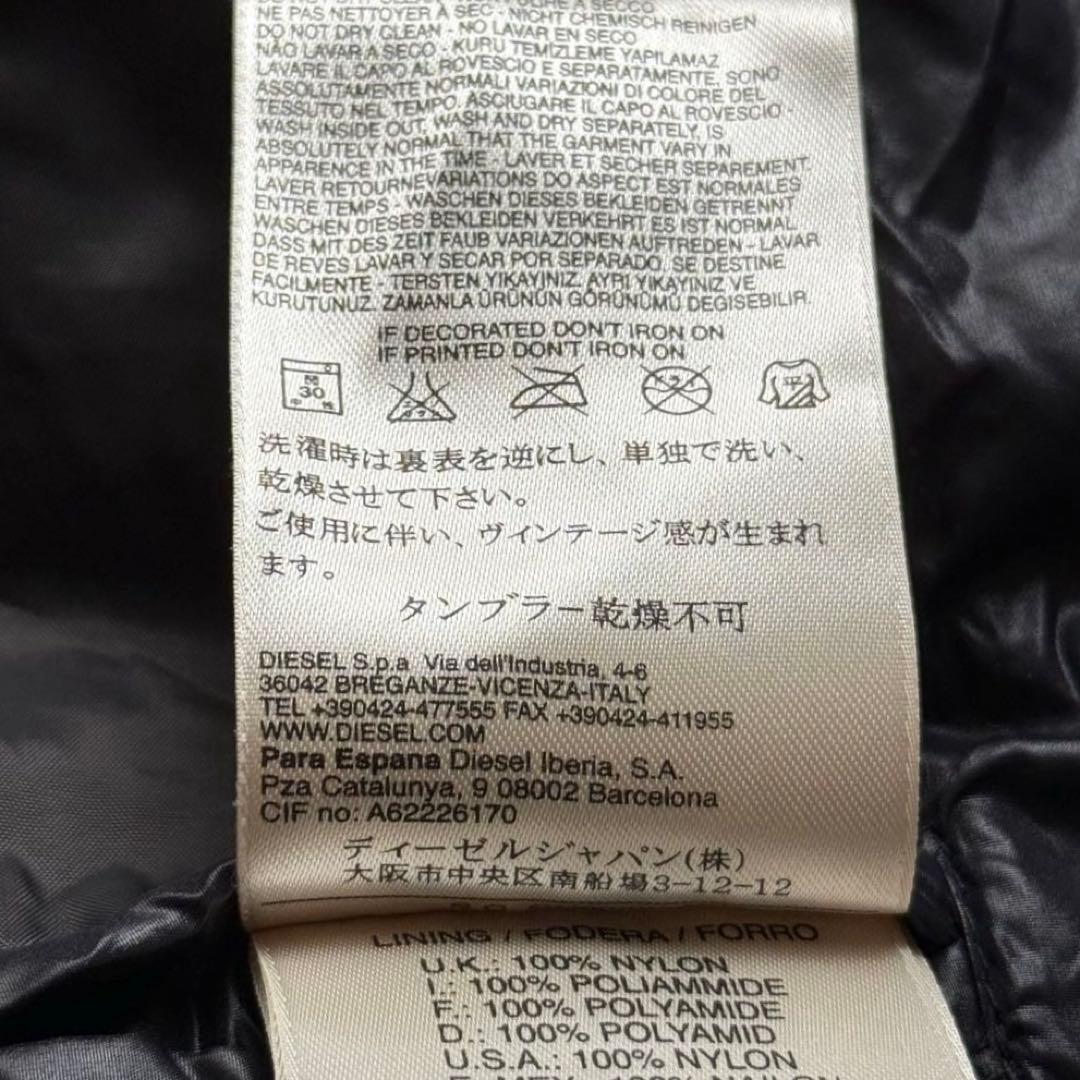 A SECCO
NE PAS NETTOYER A SEC - NICHT CHEMISCH REINIGEN
DO NOT DRY CLEAN - NO LAVAR EN SECO
NÃO LAVAR A SECO - KURU TEMIZLEME YAPILAMAZ
LAVARE IL CAPO AL ROVESCIO E SEPARATAMENTE, SONO
ASSOLUTAMENTE NORMALI VARIAZIONI DI COLORE DEL
TESSUTO NEL TEMPO. ASCIUGARE IL CAPO AL ROVESCIO -
WASH INSIDE OUT, WASH AND DRY SEPARATELY, IS
ABSOLUTELY NORMAL THAT THE GARMENT VARY IN
APPARENCE IN THE TIME - LAVER ET SECHER SEPAREMENT
LAVER RETOURNEVARIATIONS DO ASPECT EST NORMALES
ENTRE TEMPS - WASCHEN DIESES BEKLEIDEN GETRENNT
WASCHEN DIESES BEKLEIDEN VERKEHRT ES IST NORMAL
DASS MIT DES ZEIT FAUB VARIAZIONEN AUFTREDEN - LAVAR
DE REVES LAVAR Y SECAR POR SEPARADO, SE DESTINE
FACILMENTE - TERSTEN YIKAYINIZ. AYRI YIKAYINIZ VE
KURUTUNUZ. ZAMANLA ÜRÜNÜN GÖRÜNÜMÜ DEGISEBILIR.
IF DECORATED DON'T IRON ON
IF PRINTED DON'T IRON ON
30
中性
平
洗濯時は裏表を逆にし、単独で洗い、
乾燥させて下さい。
ご使用に伴い、ヴィンテージ感が生まれ
ます。
タンブラー乾燥不可
DIESEL S.p.a Via dell'Industria, 4-6
36042 BREGANZE-VICENZA-ITALY
TEL +390424-477555 FAX +390424-411955
WWW.DIESEL.COM
Para Espana Diesel Iberia, S.A.
Pza Catalunya, 9 08002 Barcelona
CIF no: A62226170
ディーゼルジャパン(株)
大阪市中央区南船場3-12-12
LINING / FODERA / FORRO
U.K.: 100% NYLON
I.: 100% POLIAMMIDE
F.: 100% POLYAMIDE
D.: 100% POLYAMID
U.S.A.: 100% NYLON